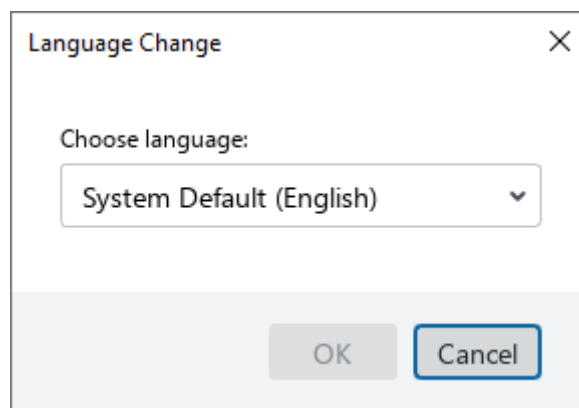 Language Change
Choose language:
System Default (English)
OK
Cancel